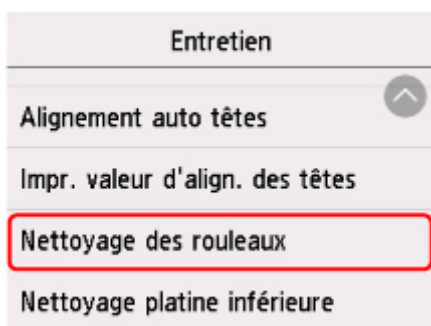 Entretien
Alignement auto têtes
Impr. valeur d'align. des têtes
Nettoyage des rouleaux
Nettoyage platine inférieure